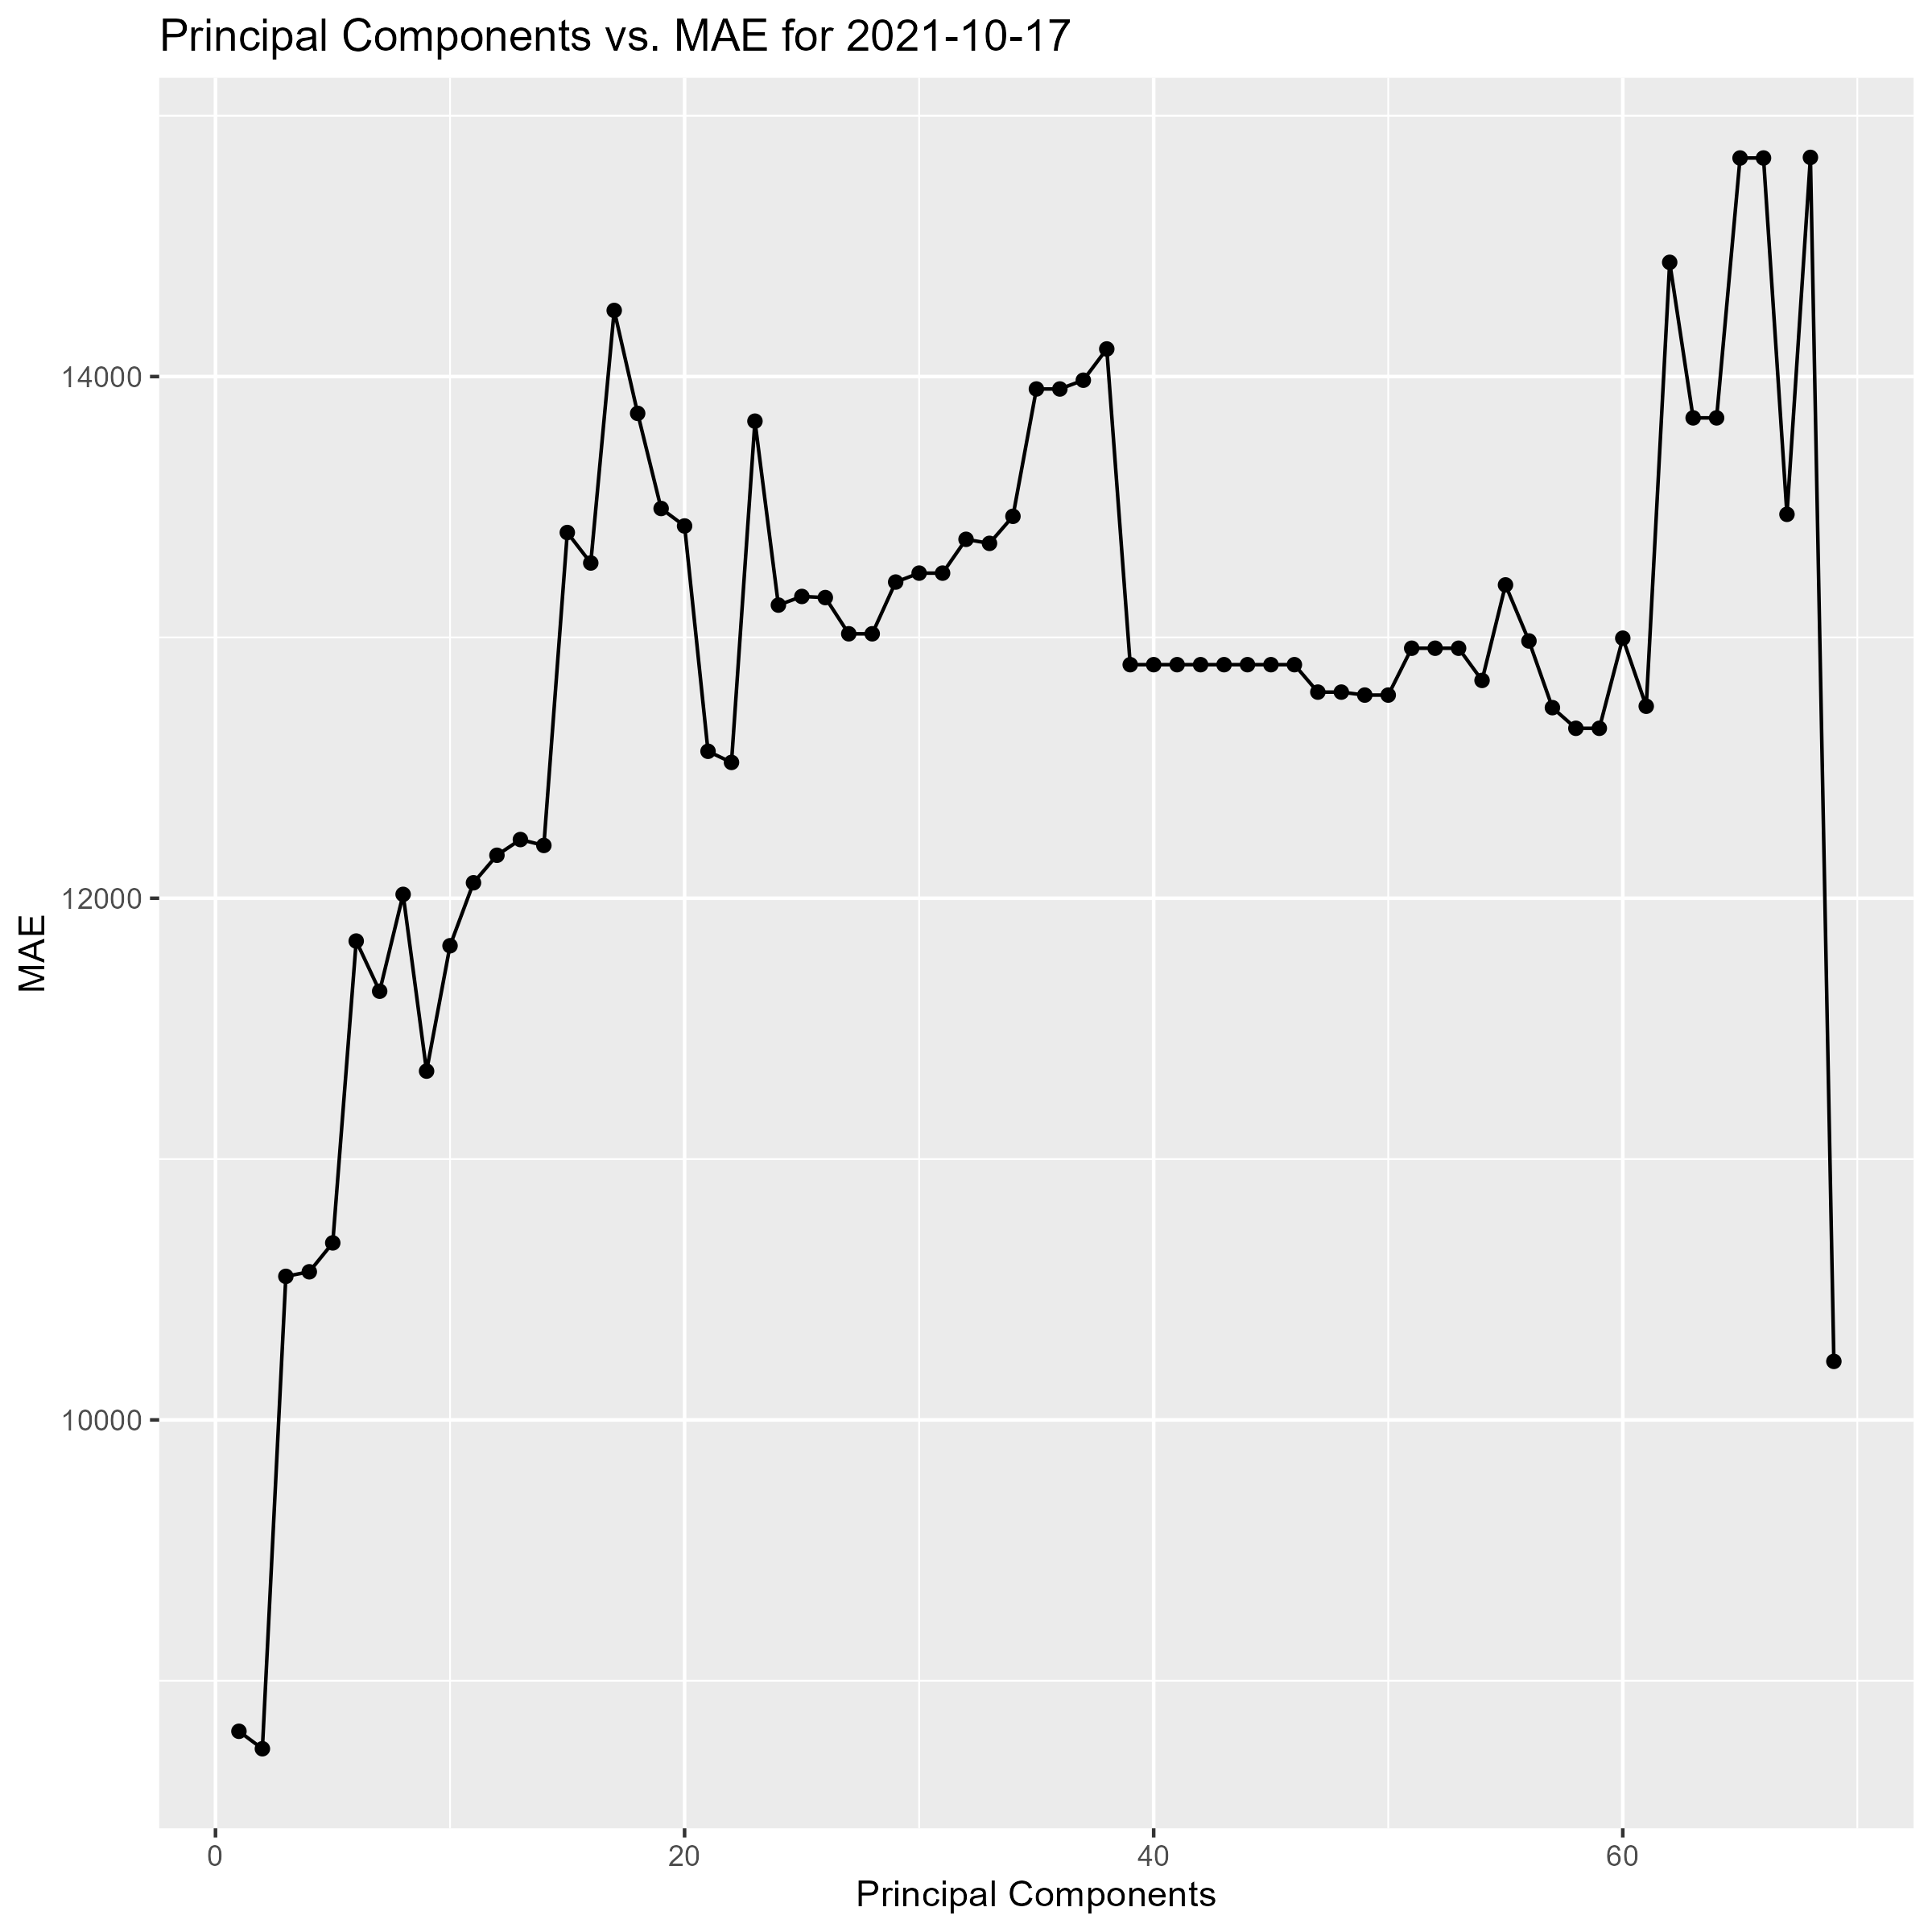 Principal Components vs. MAE for 2021-10-17
14000
12000
10000
MAE
0 20 40 60
Principal Components